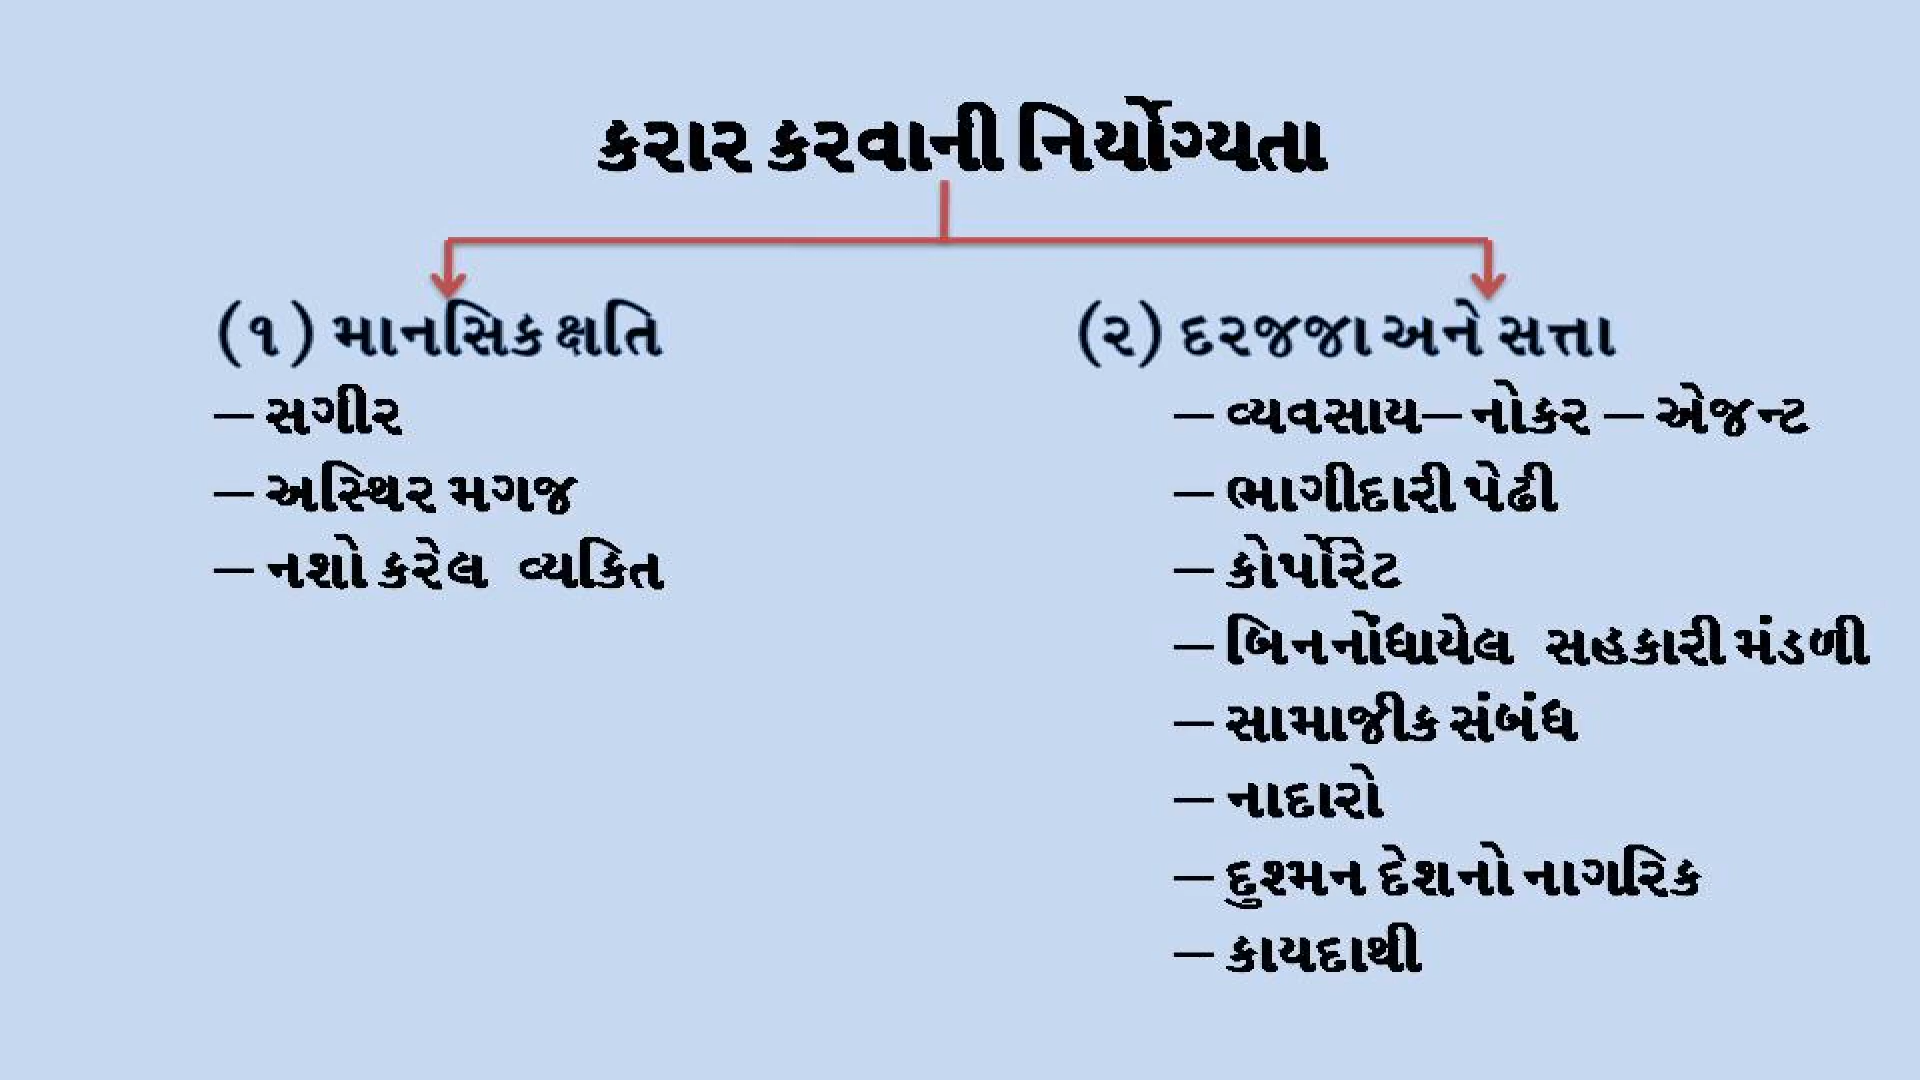 કરાર કરવાની નિર્યોગ્યતા
(૧) માનસિક ક્ષતિ
– સગીર
– અસ્થિર મગજ
– નશો કરેલ વ્યકિત
(૨) દરજજા અને સત્તા
– વ્યવસાય– નોકર – એજન્ટ
– ભાગીદારી પેઢી
– કોર્પોરેટ
– બિનનોંધાયેલ સહકારી મંડળી
– સામાજીક સંબંધ
– નાદારો
– દુશ્મન દેશનો નાગરિક
– કાયદાથી